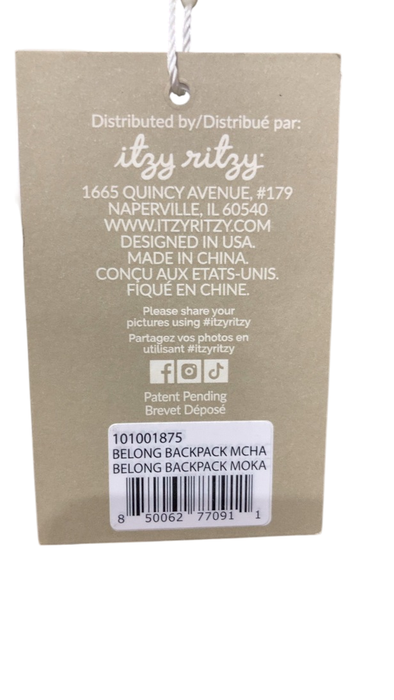 Distributed by/Distribué par:
itzy ritzy
1665 QUINCY AVENUE, #179
NAPERVILLE, IL 60540
WWW.ITZYRITZY.COM
DESIGNED IN USA.
MADE IN CHINA.
CONÇU AUX ETATS-UNIS.
FIQUÉ EN CHINE.
Please share your
pictures using #itzyritzy
Partagez vos photos en
utilisant #itzyritzy
Patent Pending
Brevet Déposé
101001875
BELONG BACKPACK MCHA
BELONG BACKPACK MOKA
8 50062 77091 1